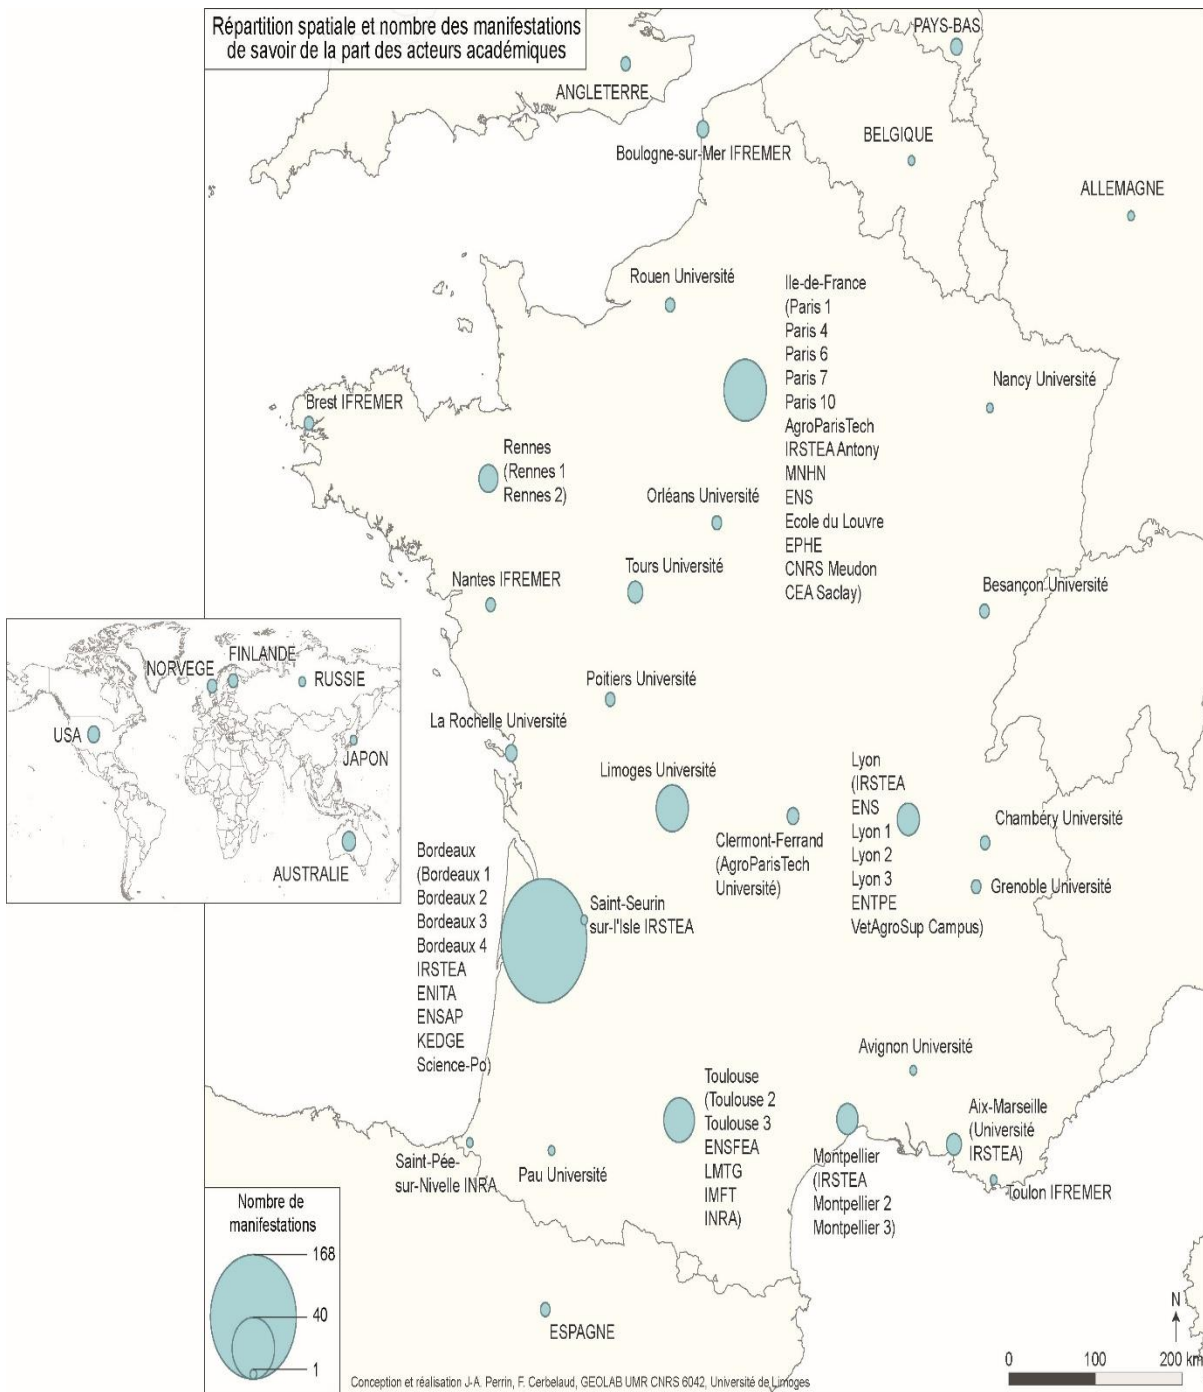 Répartition spatiale et nombre des manifestations
de savoir de la part des acteurs académiques
PAYS-BAS
ANGLETERRE
Boulogne-sur-Mer IFREMER
BELGIQUE
ALLEMAGNE
Rouen Université
Ile-de-France
(Paris 1
Paris 4
Paris 6
Paris 7
Paris 10
AgroParisTech
IRSTEA Antony
MNHN
ENS
Ecole du Louvre
EPHE
CNRS Meudon
CEA Saclay)
Nancy Université
Brest IFREMER
Rennes
(Rennes 1
Rennes 2)
Orléans Université
Tours Université
Nantes IFREMER
Besançon Université
NORVEGE
FINLANDE
RUSSIE
USA
JAPON
AUSTRALIE
Poitiers Université
La Rochelle Université
Limoges Université
Clermont-Ferrand
(AgroParisTech
Université)
Lyon
(IRSTEA
ENS
Lyon 1
Lyon 2
Lyon 3
ENTPE
VetAgroSup Campus)
Chambéry Université
Grenoble Université
Bordeaux
(Bordeaux 1
Bordeaux 2
Bordeaux 3
Bordeaux 4
IRSTEA
ENITA
ENSAP
KEDGE
Science-Po)
Saint-Seurin
sur-l'Isle IRSTEA
Avignon Université
Toulouse
(Toulouse 2
Toulouse 3
ENSFEA
LMTG
IMFT
INRA)
Aix-Marseille
(Université
IRSTEA)
Montpellier
(IRSTEA
Montpellier 2
Montpellier 3)
Toulon IFREMER
Saint-Pée-
sur-Nivelle INRA
Pau Université
ESPAGNE
Nombre de
manifestations
168
40
1
N
0 100 200 km
Conception et réalisation J-A. Perrin, F. Cerbelaud, GEOLAB UMR CNRS 6042, Université de Limoges